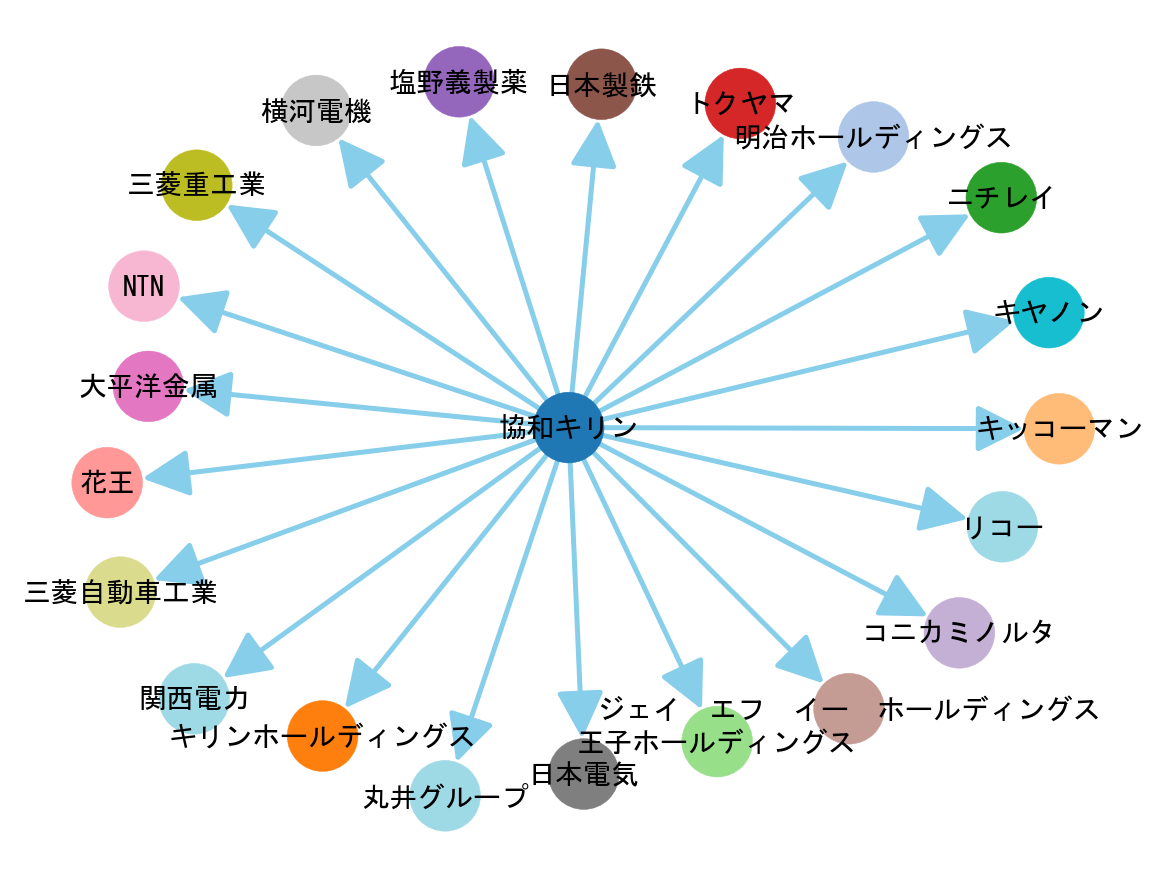 塩野義製薬
日本製鉄
トクヤマ
横河電機
明治ホールディングス
三菱重工業
ニチレイ
NTN
キヤノン
大平洋金属
協和キリン
キッコーマン
花王
リコー
三菱自動車工業
コニカミノルタ
関西電力
ジェイ　エフ　イー　ホールディングス
キリンホールディングス
王子ホールディングス
日本電気
丸井グループ